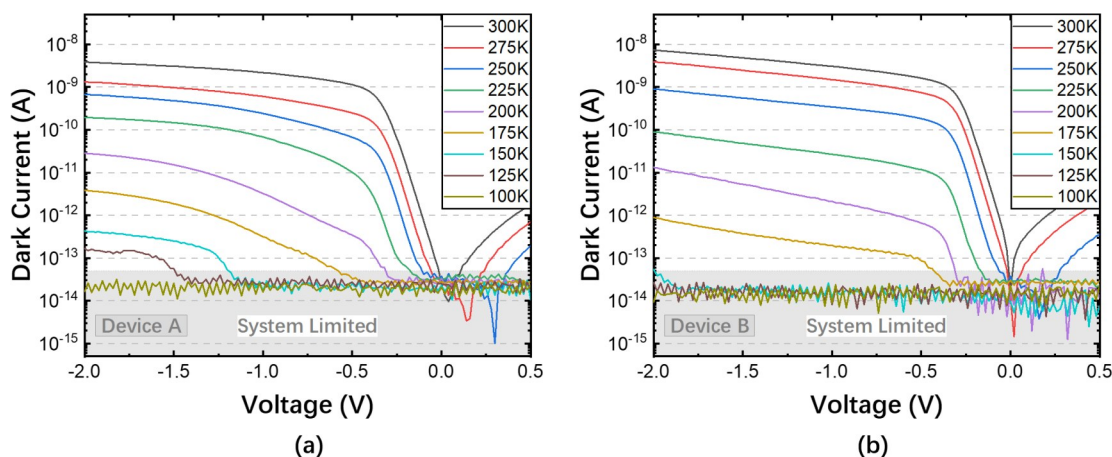 Dark Current (A)
10⁻⁸
10⁻⁹
10⁻¹⁰
10⁻¹¹
10⁻¹²
10⁻¹³
10⁻¹⁴
10⁻¹⁵
300K
275K
250K
225K
200K
175K
150K
125K
100K
Device A System Limited
-2.0 -1.5 -1.0 -0.5 0.0 0.5
Voltage (V)
(a)
Dark Current (A)
10⁻⁸
10⁻⁹
10⁻¹⁰
10⁻¹¹
10⁻¹²
10⁻¹³
10⁻¹⁴
10⁻¹⁵
300K
275K
250K
225K
200K
175K
150K
125K
100K
Device B System Limited
-2.0 -1.5 -1.0 -0.5 0.0 0.5
Voltage (V)
(b)